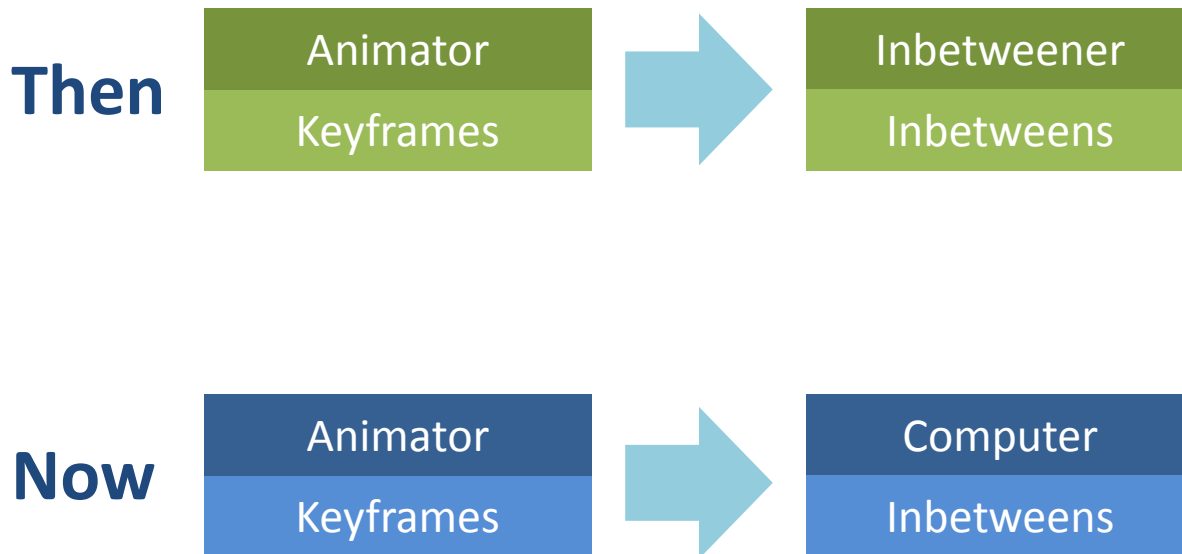 Then
Animator
Keyframes
Inbetweener
Inbetweens
Now
Animator
Keyframes
Computer
Inbetweens